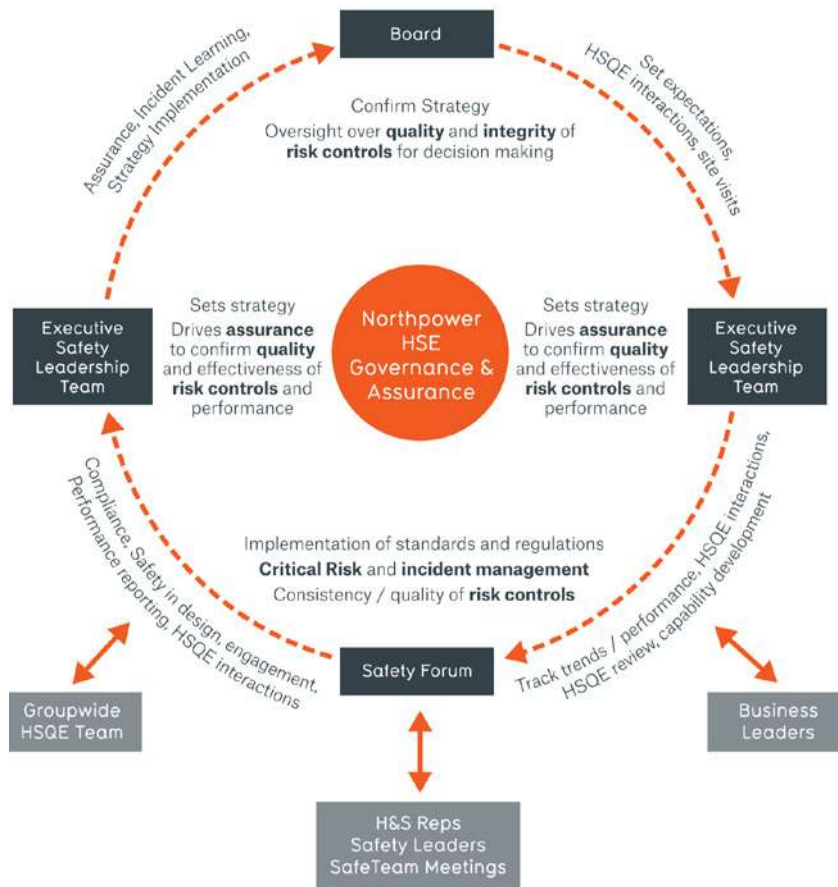 Board
Assurance, Incident Learning,
Strategy Implementation
Set expectations,
HSQE interactions, site visits
Confirm Strategy
Oversight over quality and integrity of
risk controls for decision making
Executive
Safety
Leadership
Team
Sets strategy
Drives assurance
to confirm quality
and effectiveness of
risk controls and
performance
Northpower
HSE
Governance &
Assurance
Sets strategy
Drives assurance
to confirm quality
and effectiveness of
risk controls and
performance
Executive
Safety
Leadership
Team
Compliance, Safety in design, engagement,
Performance reporting, HSQE interactions
Implementation of standards and regulations
Critical Risk and incident management
Consistency / quality of risk controls
Track trends / performance, HSQE interactions,
HSQE review, capability development
Safety Forum
Groupwide
HSQE Team
Business
Leaders
H&S Reps
Safety Leaders
SafeTeam Meetings